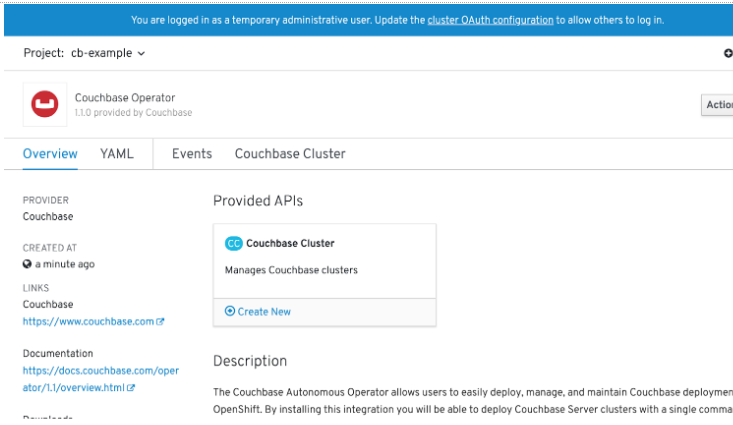 You are logged in as a temporary administrative user. Update the cluster OAuth configuration to allow others to log in.
Project: cb-example
Couchbase Operator
1.1.0 provided by Couchbase
Overview YAML Events Couchbase Cluster
PROVIDER
Couchbase
CREATED AT
a minute ago
LINKS
Couchbase
https://www.couchbase.com
Documentation
https://docs.couchbase.com/oper
ator/1.1/overview.html
Provided APIs
CC Couchbase Cluster
Manages Couchbase clusters
Create New
Description
The Couchbase Autonomous Operator allows users to easily deploy, manage, and maintain Couchbase
OpenShift. By installing this integration you will be able to deploy Couchbase Server clusters with a single